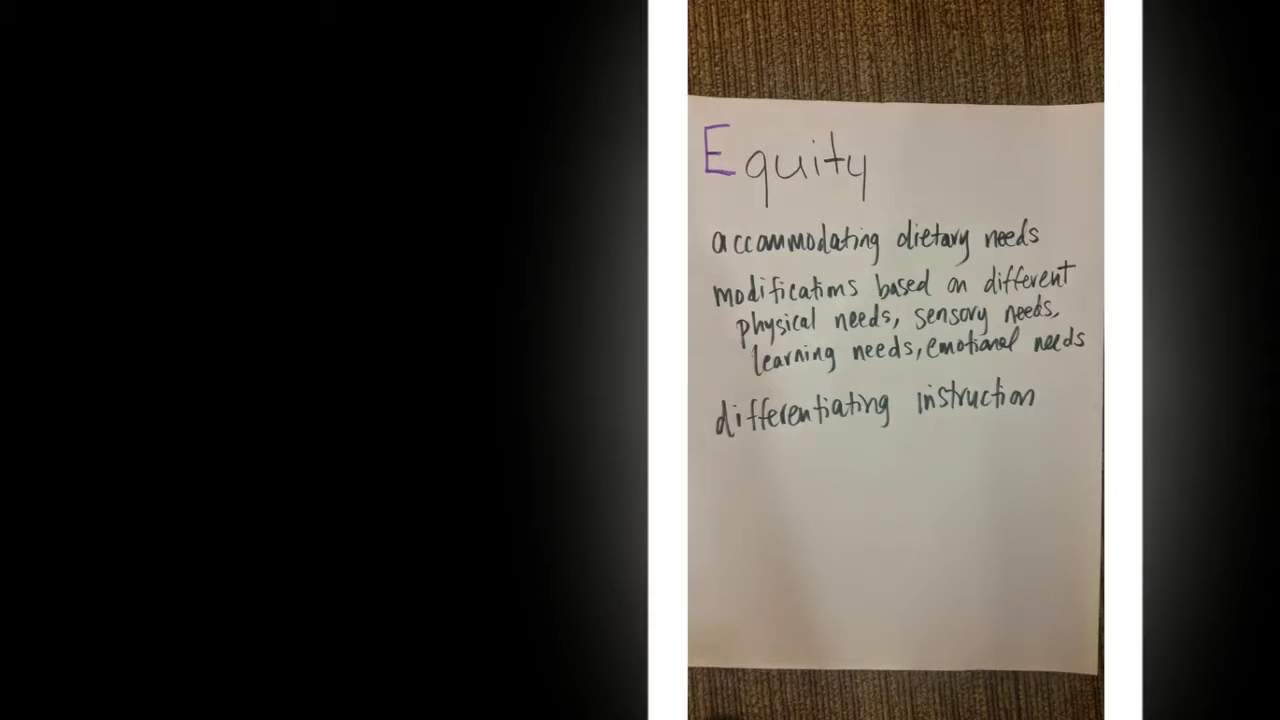 Equity
accommodating dietary needs
modifications based on different
physical needs, sensory needs,
learning needs, emotional needs
differentiating instruction